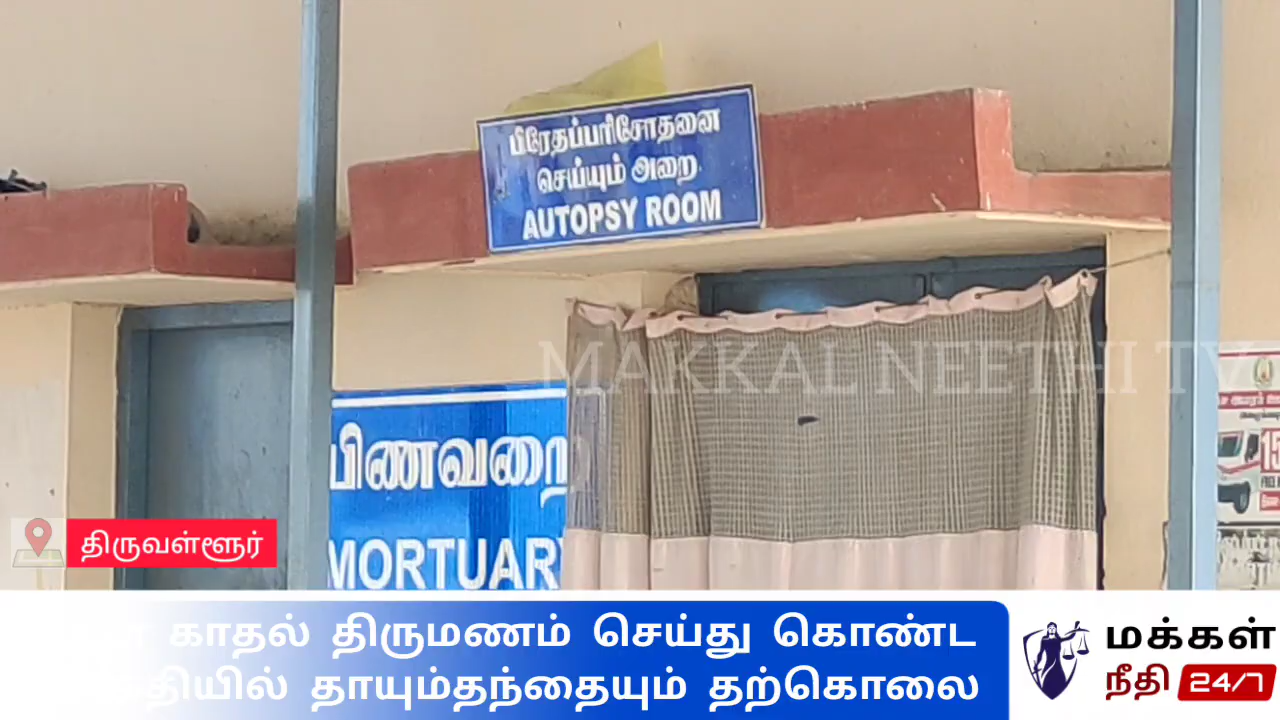 பிரேதப்பரிசோதனை
செய்யும் அறை
AUTOPSY ROOM
MAKKAL NEETHI TV
பிணவறை
MORTUARY
திருவள்ளூர்
காதல் திருமணம் செய்து கொண்ட
தாயும்தந்தையும் தற்கொலை
மக்கள்
நீதி 24/7